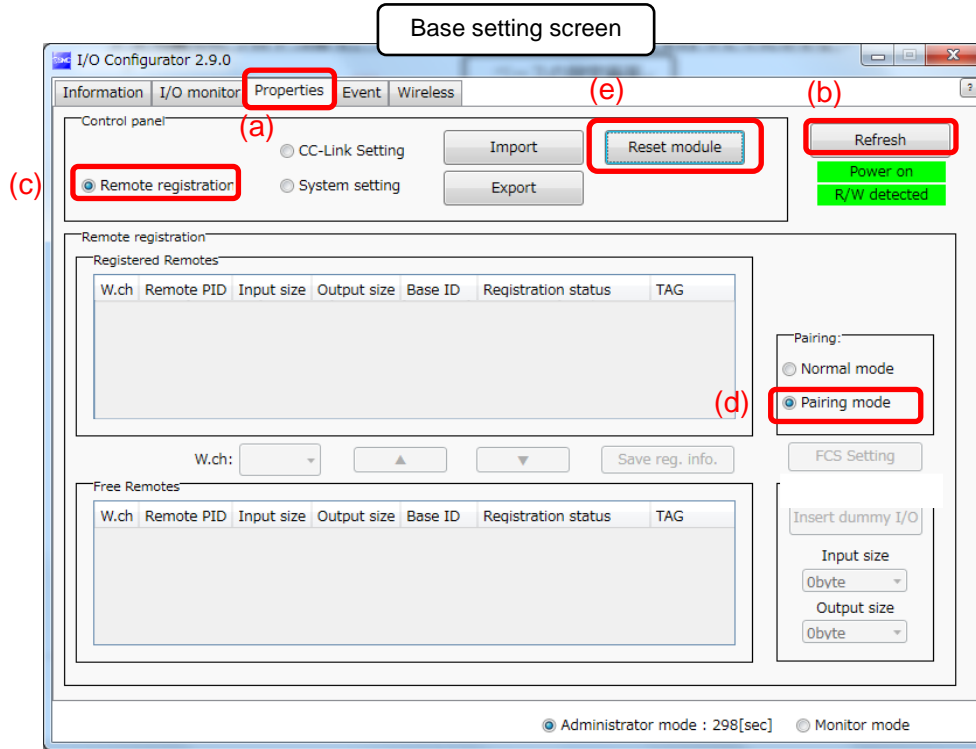 Base setting screen
I/O Configurator 2.9.0
Information I/O monitor Properties Event Wireless ?
(a) (e) (b)
Control panel
CC-Link Setting Import Reset module Refresh
Power on
(c) Remote registration System setting Export R/W detected
Remote registration
Registered Remotes
W.ch Remote PID Input size Output size Base ID Registration status TAG
Pairing:
Normal mode
(d) Pairing mode
W.ch: ▲ ▼ Save reg. info. FCS Setting
Free Remotes
W.ch Remote PID Input size Output size Base ID Registration status TAG
Insert dummy I/O
Input size
0byte
Output size
0byte
Administrator mode : 298[sec] Monitor mode